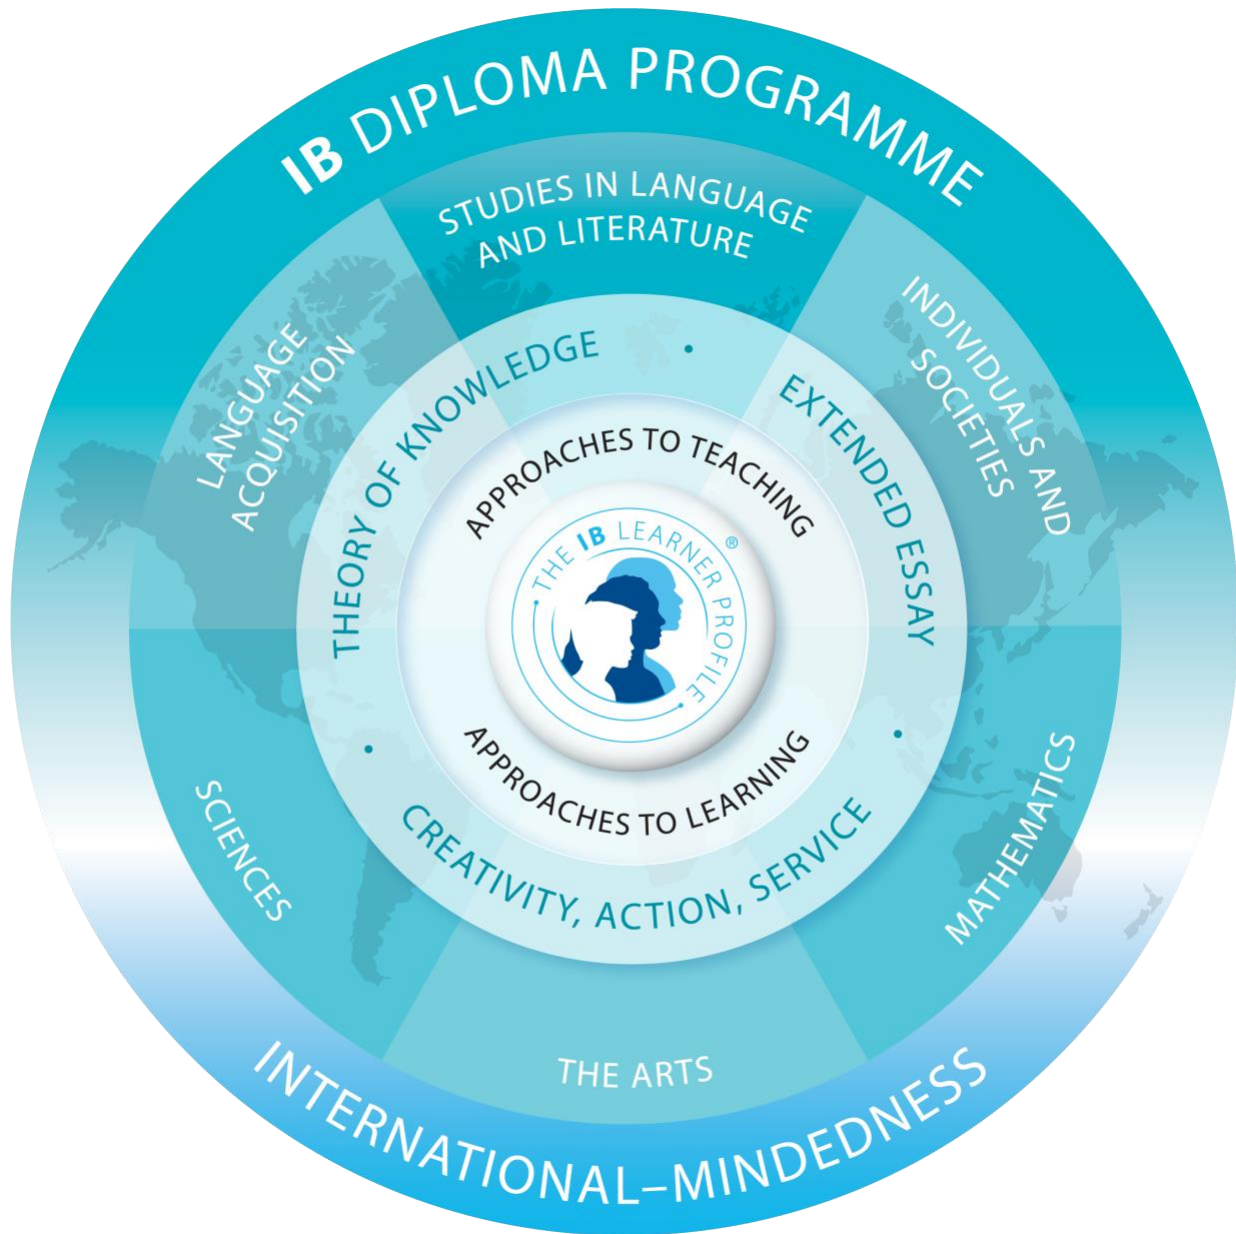 IB DIPLOMA PROGRAMME
STUDIES IN LANGUAGE
AND LITERATURE
LANGUAGE
ACQUISITION
INDIVIDUALS AND
SOCIETIES
THEORY OF KNOWLEDGE
•
EXTENDED ESSAY
•
APPROACHES TO TEACHING
THE IB LEARNER PROFILE
®
APPROACHES TO LEARNING
•
CREATIVITY, ACTION, SERVICE
SCIENCES
MATHEMATICS
THE ARTS
INTERNATIONAL–MINDEDNESS